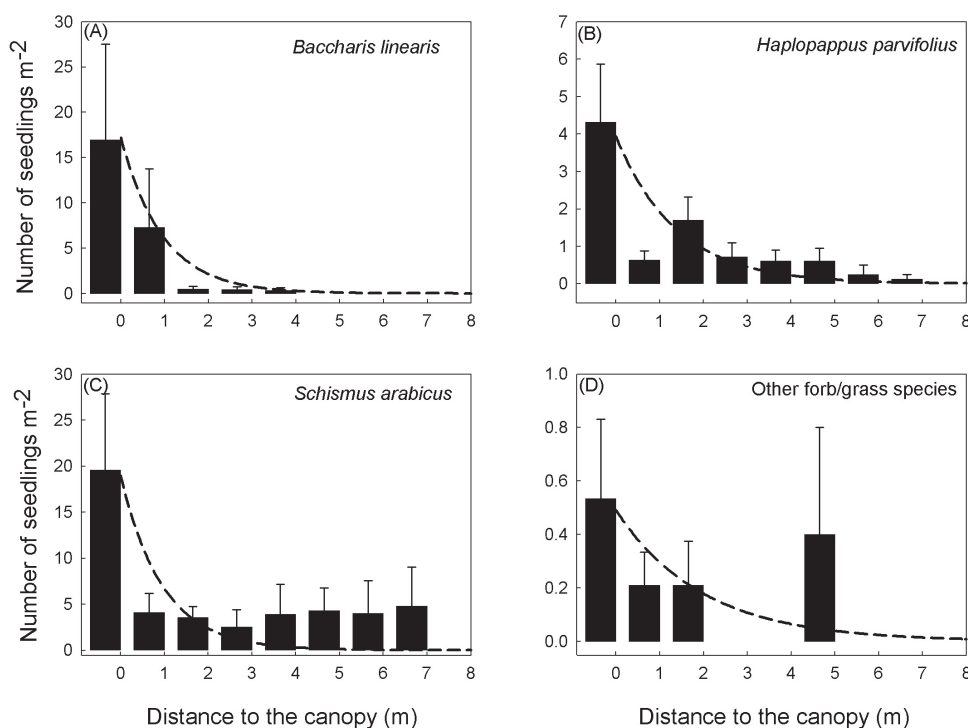 (A)
Baccharis linearis
30
25
20
15
10
5
0
0 1 2 3 4 5 6 7 8
Number of seedlings m-2
(B)
Haplopappus parvifolius
7
6
5
4
3
2
1
0
0 1 2 3 4 5 6 7 8
(C)
Schismus arabicus
30
25
20
15
10
5
0
0 1 2 3 4 5 6 7 8
Number of seedlings m-2
Distance to the canopy (m)
(D)
Other forb/grass species
1.0
0.8
0.6
0.4
0.2
0.0
0 1 2 3 4 5 6 7 8
Distance to the canopy (m)